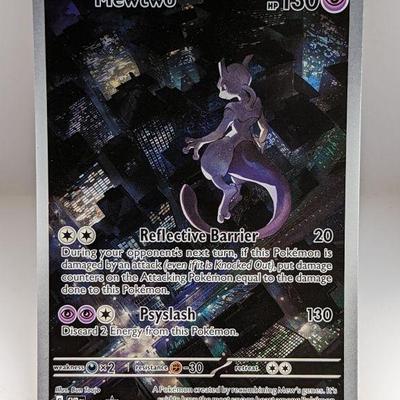 Mewtwo HP 130
Reflective Barrier 20
During your opponent's next turn, if this Pokémon is
damaged by an attack (even if it is Knocked Out), put damage
counters on the Attacking Pokémon equal to the damage
done to this Pokémon.
Psyslash 130
Discard 2 Energy from this Pokémon.
weakness ×2 resistance -30 retreat
Illus. Bun Toujo A Pokémon created by recombining Mew's genes. It's